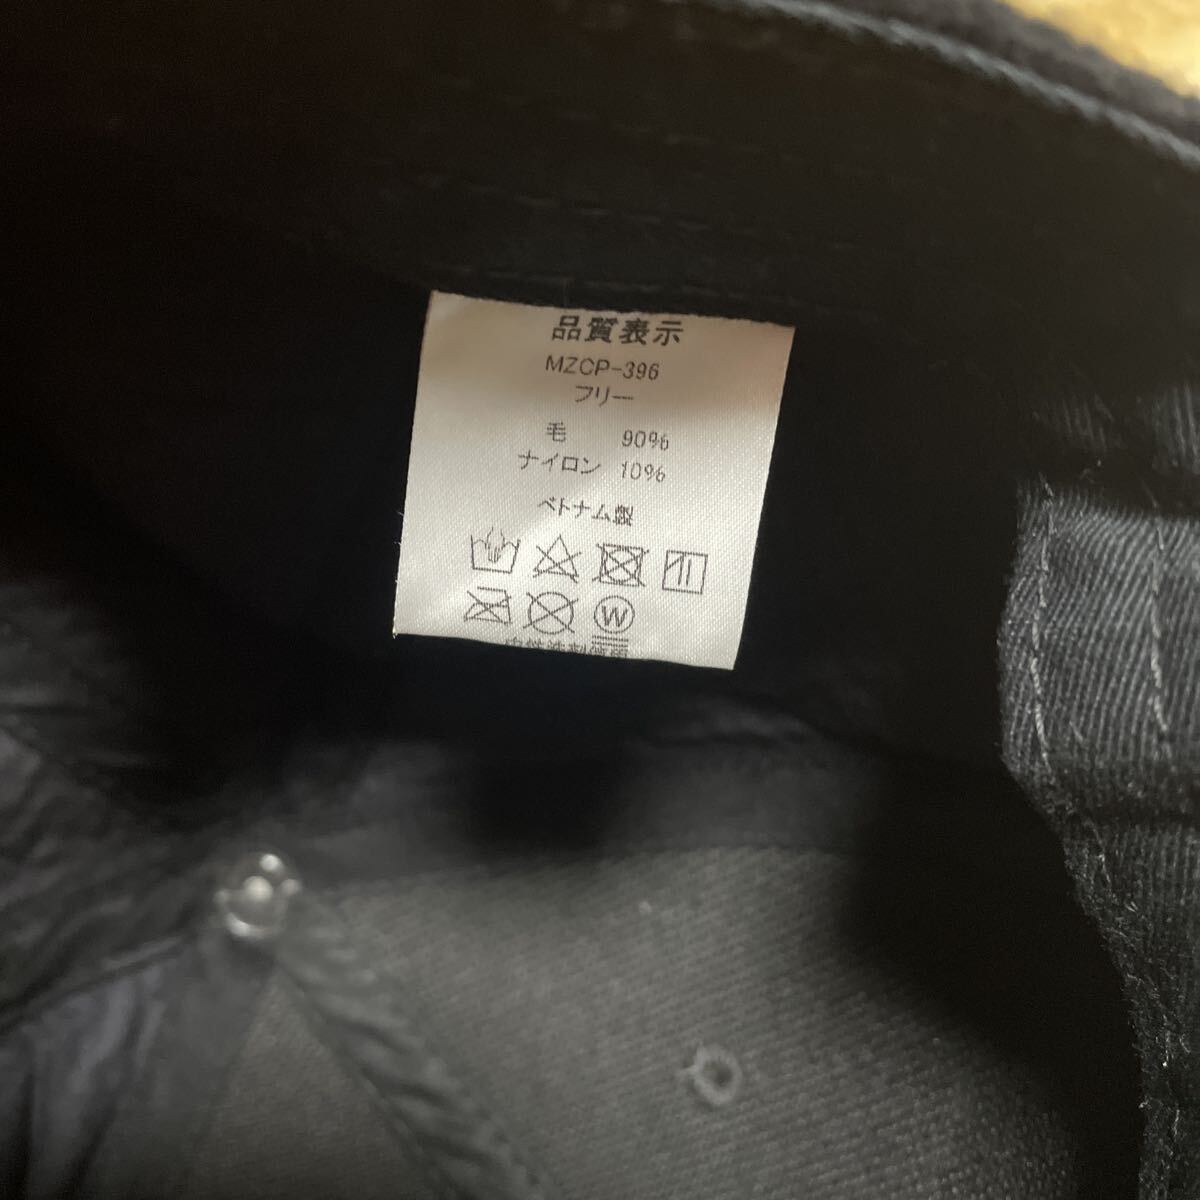 品質表示
MZCP-396
フリー
毛 90%
ナイロン 10%
ベトナム製
W